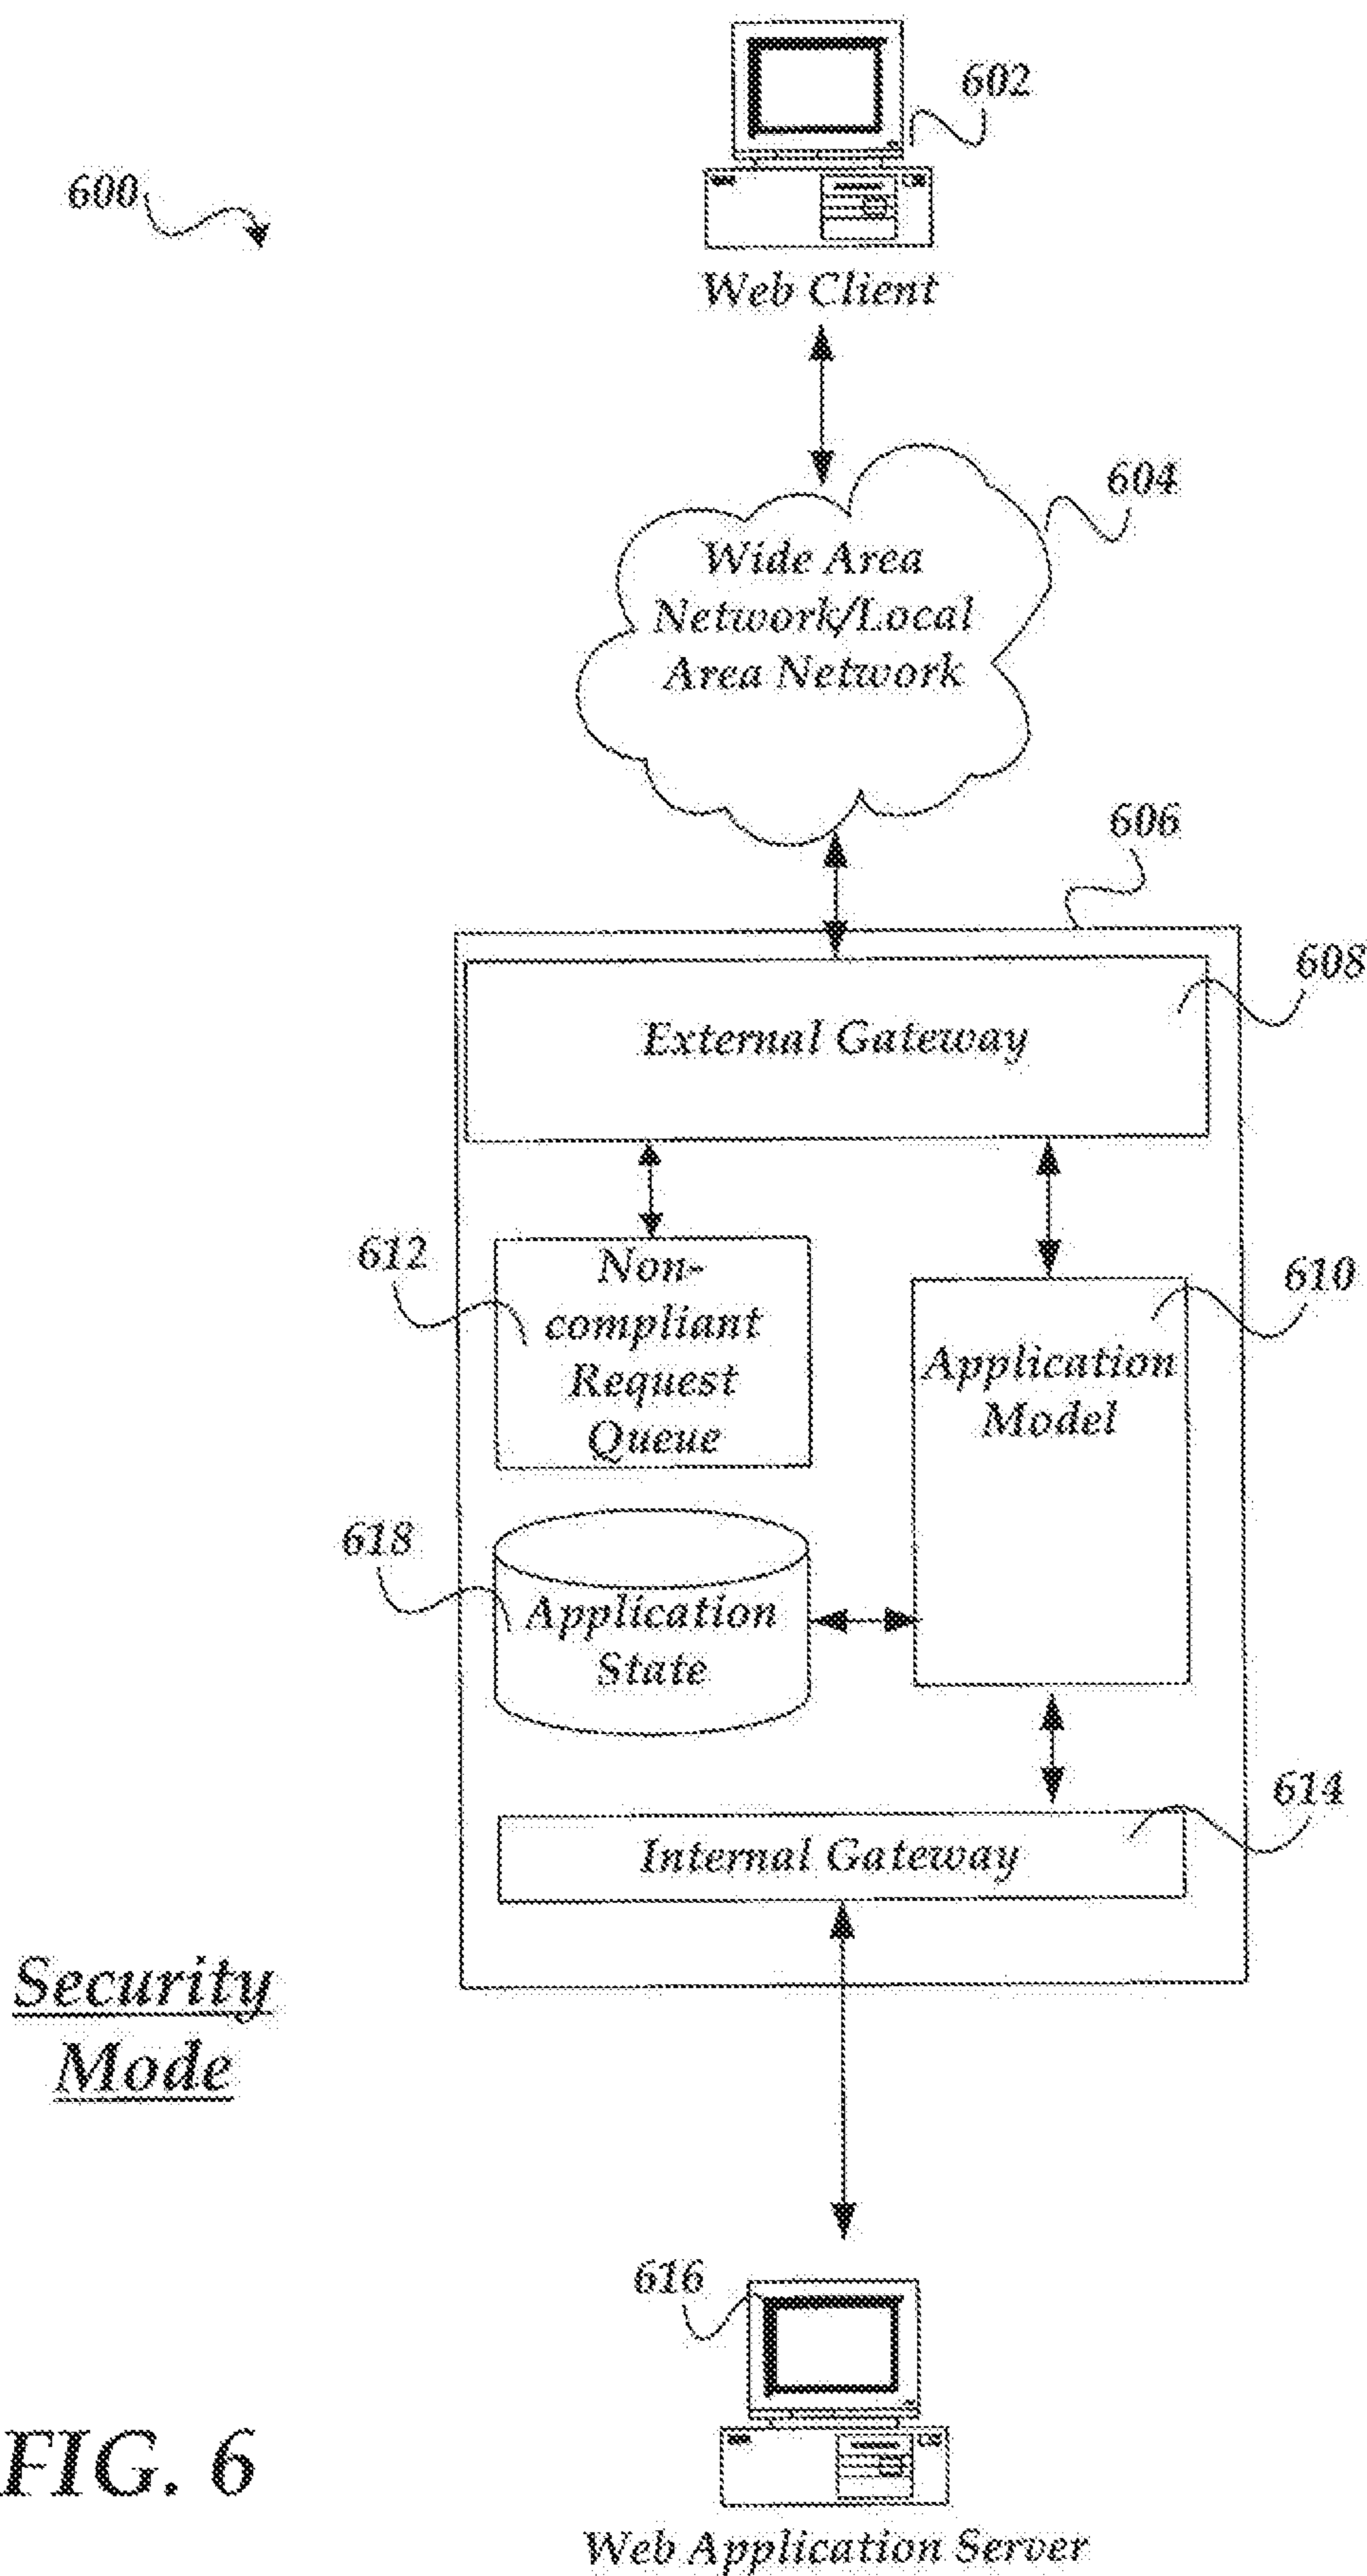 602
600
Web Client
604
Wide Area
Network/Local
Area Network
606
608
External Gateway
612
Non-
compliant
Request
Queue
610
Application
Model
618
Application
State
614
Internal Gateway
Security
Mode
616
FIG. 6
Web Application Server